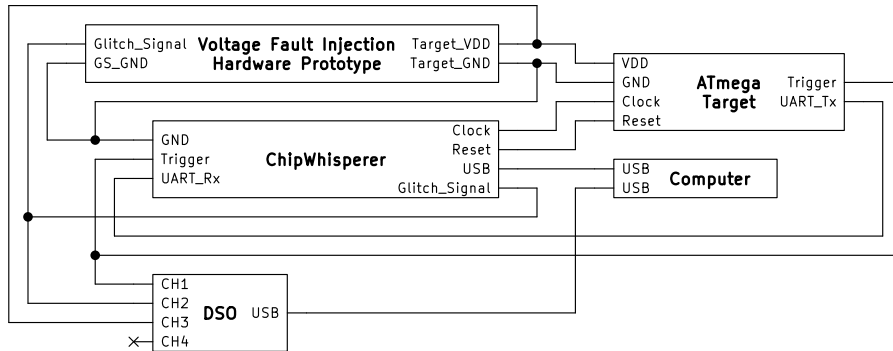 Glitch_Signal
GS_GND
Voltage Fault Injection
Hardware Prototype
Target_VDD
Target_GND
VDD
GND
Clock
Reset
ATmega
Target
Trigger
UART_Tx
GND
Trigger
UART_Rx
ChipWhisperer
Clock
Reset
USB
Glitch_Signal
USB
USB
Computer
CH1
CH2
CH3
CH4
DSO
USB